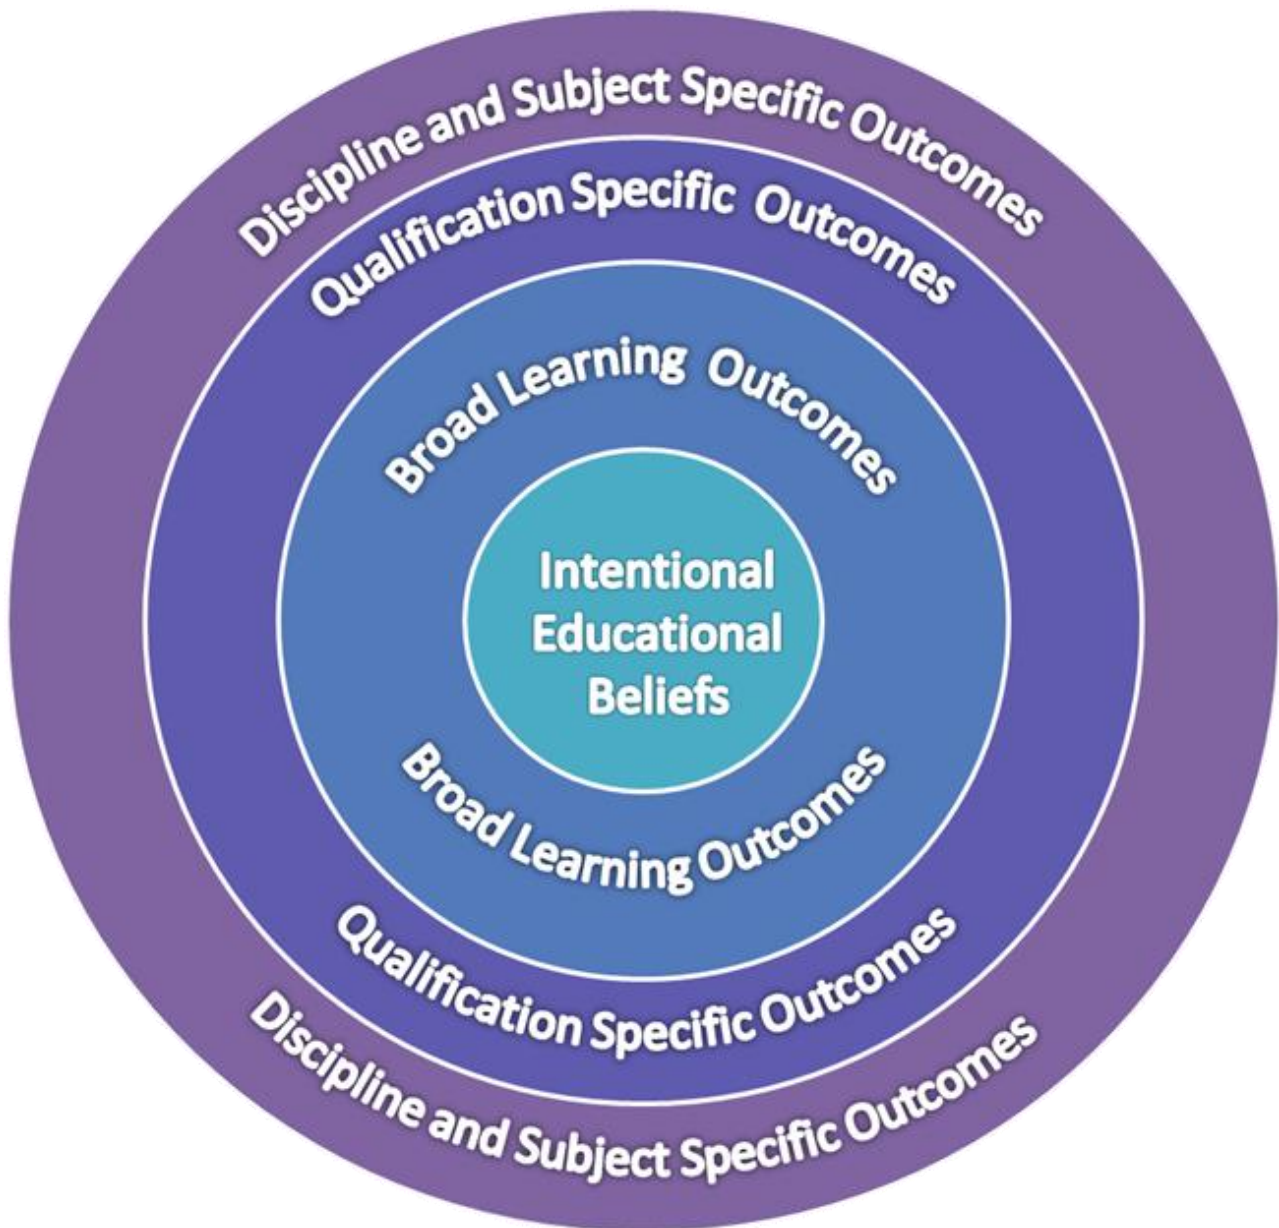 Discipline and Subject Specific Outcomes
Qualification Specific Outcomes
Broad Learning Outcomes
Intentional
Educational
Beliefs
Broad Learning Outcomes
Qualification Specific Outcomes
Discipline and Subject Specific Outcomes